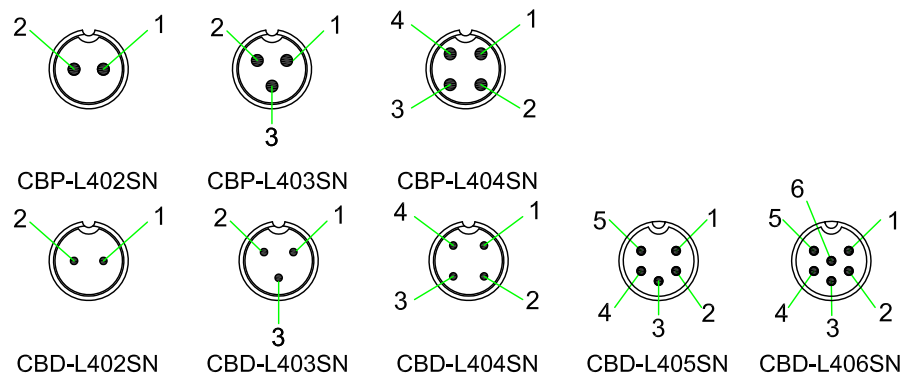 2 1 2 1 4 1
3 3 2
CBP-L402SN CBP-L403SN CBP-L404SN
6
2 1 2 1 4 1 5 1 5 1
3 3 2 4 3 2 4 3 2
CBD-L402SN CBD-L403SN CBD-L404SN CBD-L405SN CBD-L406SN